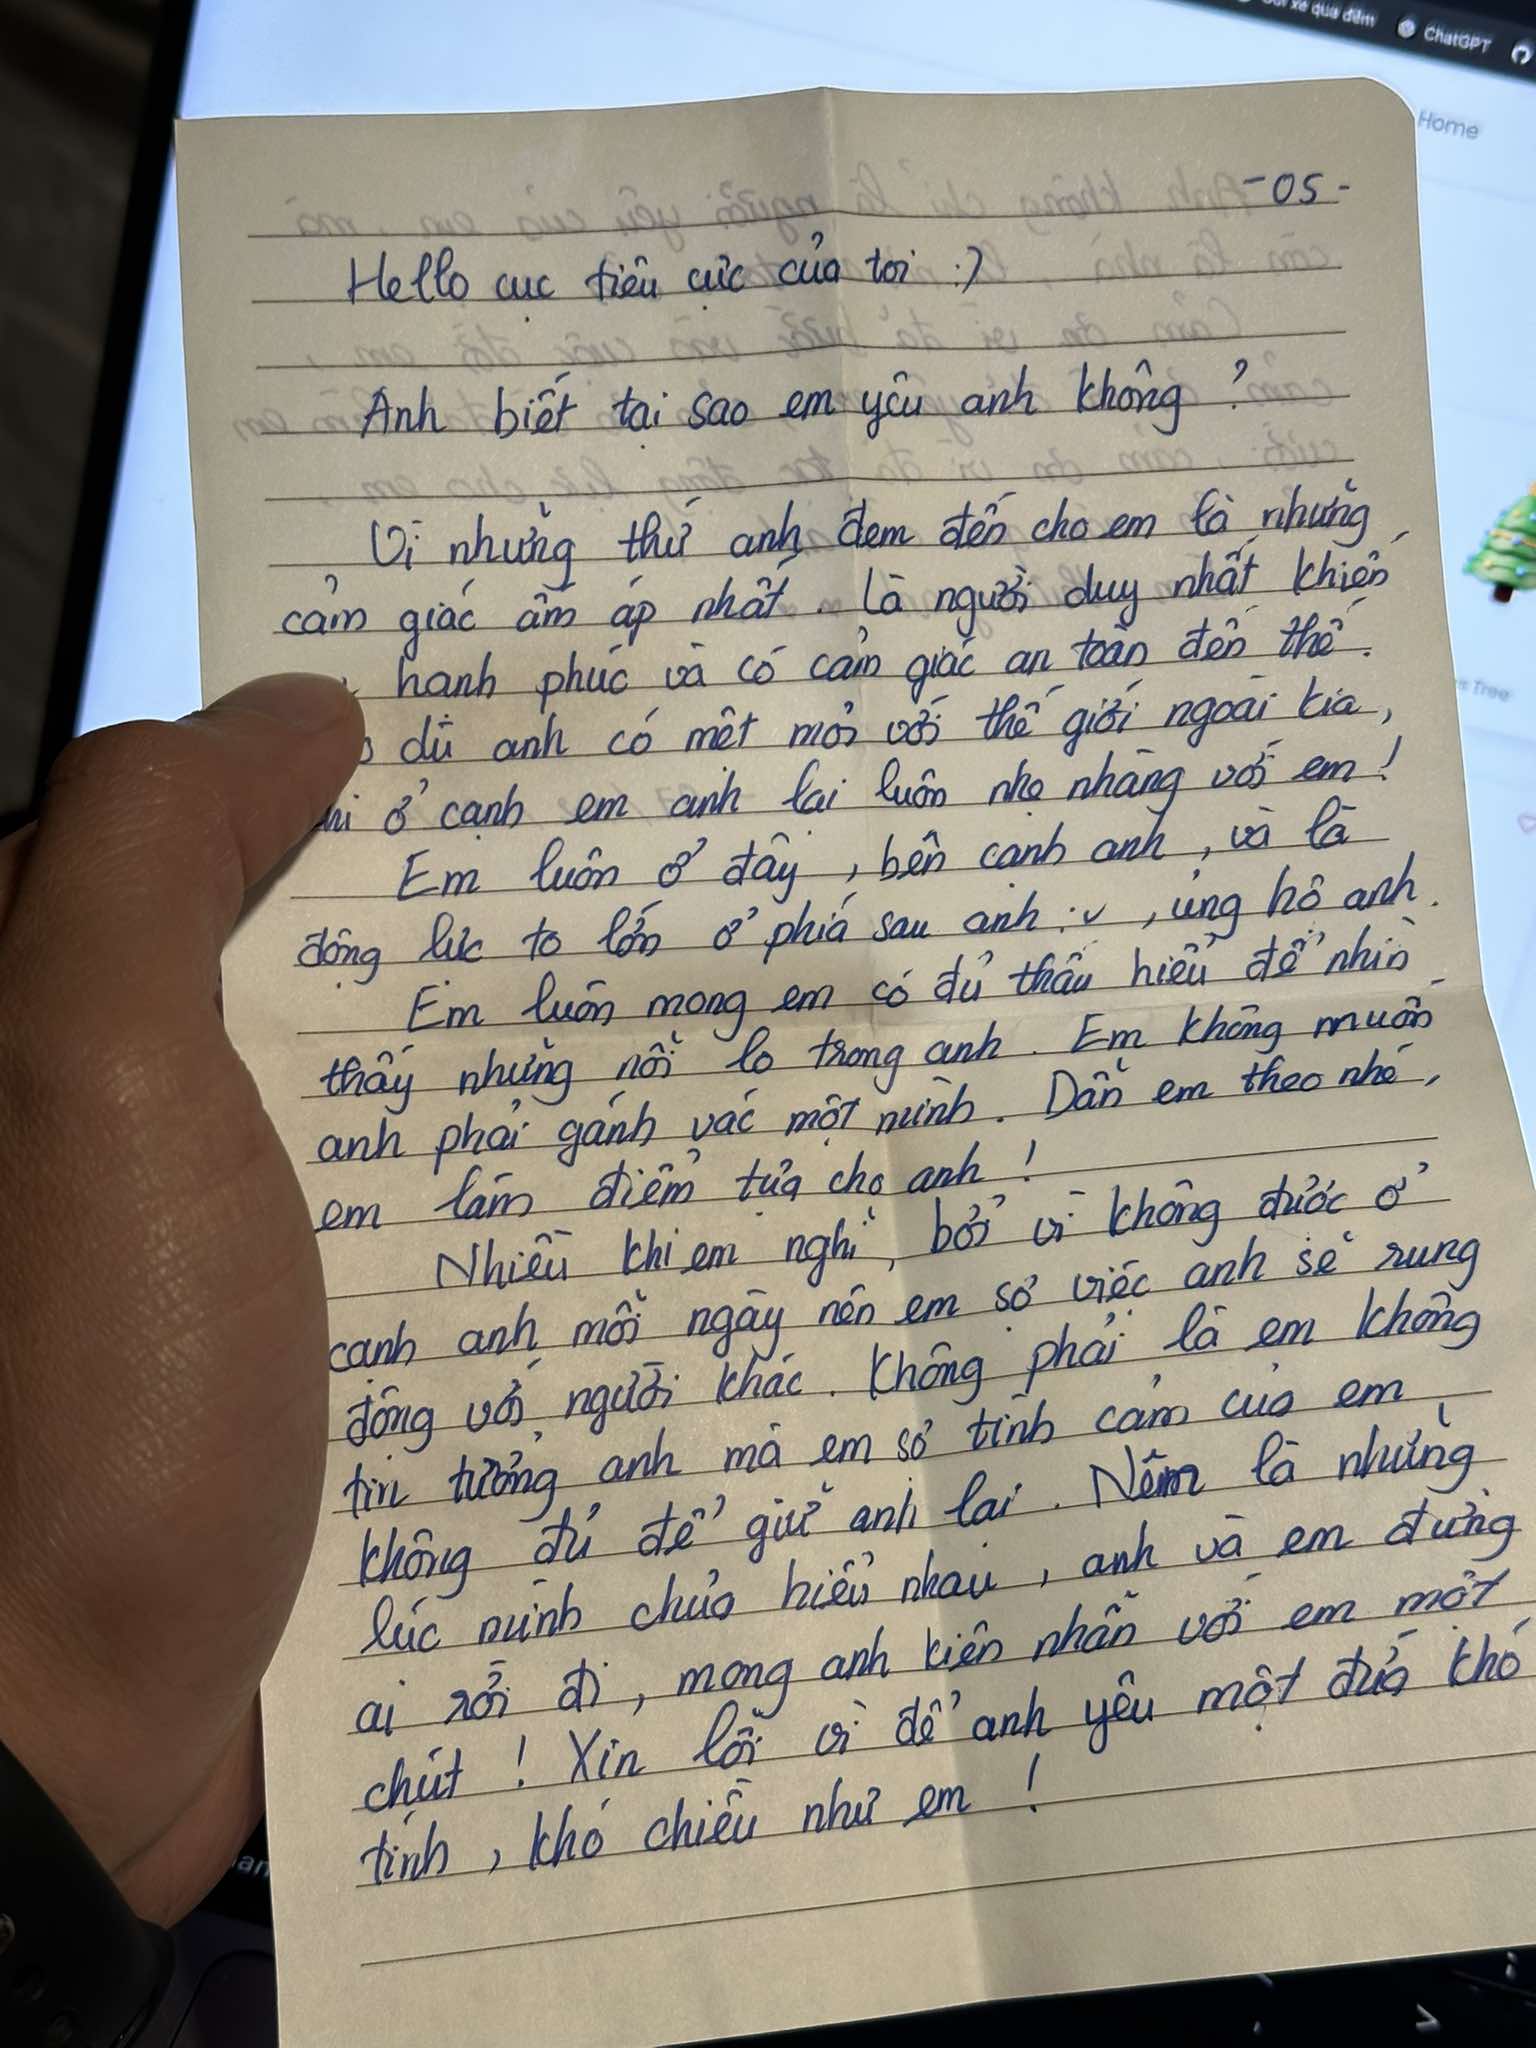 xe qua đêm
ChatGPT
Home
-05-
Hello cục tiêu cực của tôi :)
Anh biết tại sao em yêu anh không?
Vì những thứ anh đem đến cho em là những
cảm giác ấm áp nhất. Là người duy nhất khiến
hạnh phúc và có cảm giác an toàn đến thế.
dù anh có mệt mỏi với thế giới ngoài kia,
ở cạnh em anh lại luôn nhẹ nhàng với em!
Em luôn ở đây, bên cạnh anh, và là
động lực to lớn ở phía sau anh :v, ủng hộ anh.
Em luôn mong em có đủ thấu hiểu để nhìn
thấy những nỗi lo trong anh. Em không muốn
anh phải gánh vác một mình. Dẫn em theo nhé,
em làm điểm tựa cho anh!
Nhiều khi em nghĩ, bởi vì không được ở
cạnh anh mỗi ngày nên em sợ việc anh sẽ rung
động với người khác. Không phải là em không
tin tưởng anh mà em sợ tình cảm của em
không đủ để giữ anh lại. Nếm là những
lúc mình chưa hiểu nhau, anh và em đừng
ai rời đi, mong anh kiên nhẫn với em một
chút! Xin lỗi vì để anh yêu một đứa khó
tính, khó chiều như em!
Tree